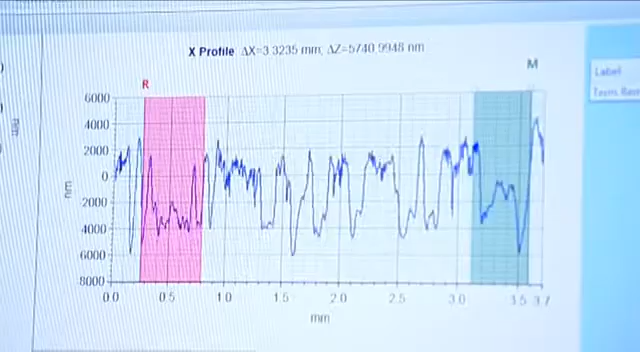 X Profile ΔX=3.3235 mm; ΔZ=5740.9948 nm
R
M
Label
6000
4000
2000
0
2000
4000
6000
8000
nm
nm
0.0 0.5 1.0 1.5 2.0 2.5 3.0 3.5 3.7
mm